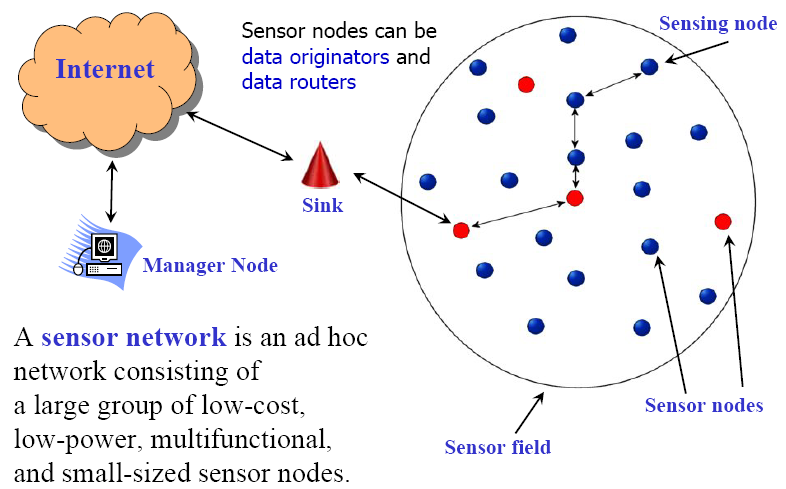 Internet
Sensor nodes can be
data originators and
data routers
Sensing node
Sink
Manager Node
A sensor network is an ad hoc
network consisting of
a large group of low-cost,
low-power, multifunctional,
and small-sized sensor nodes.
Sensor field
Sensor nodes